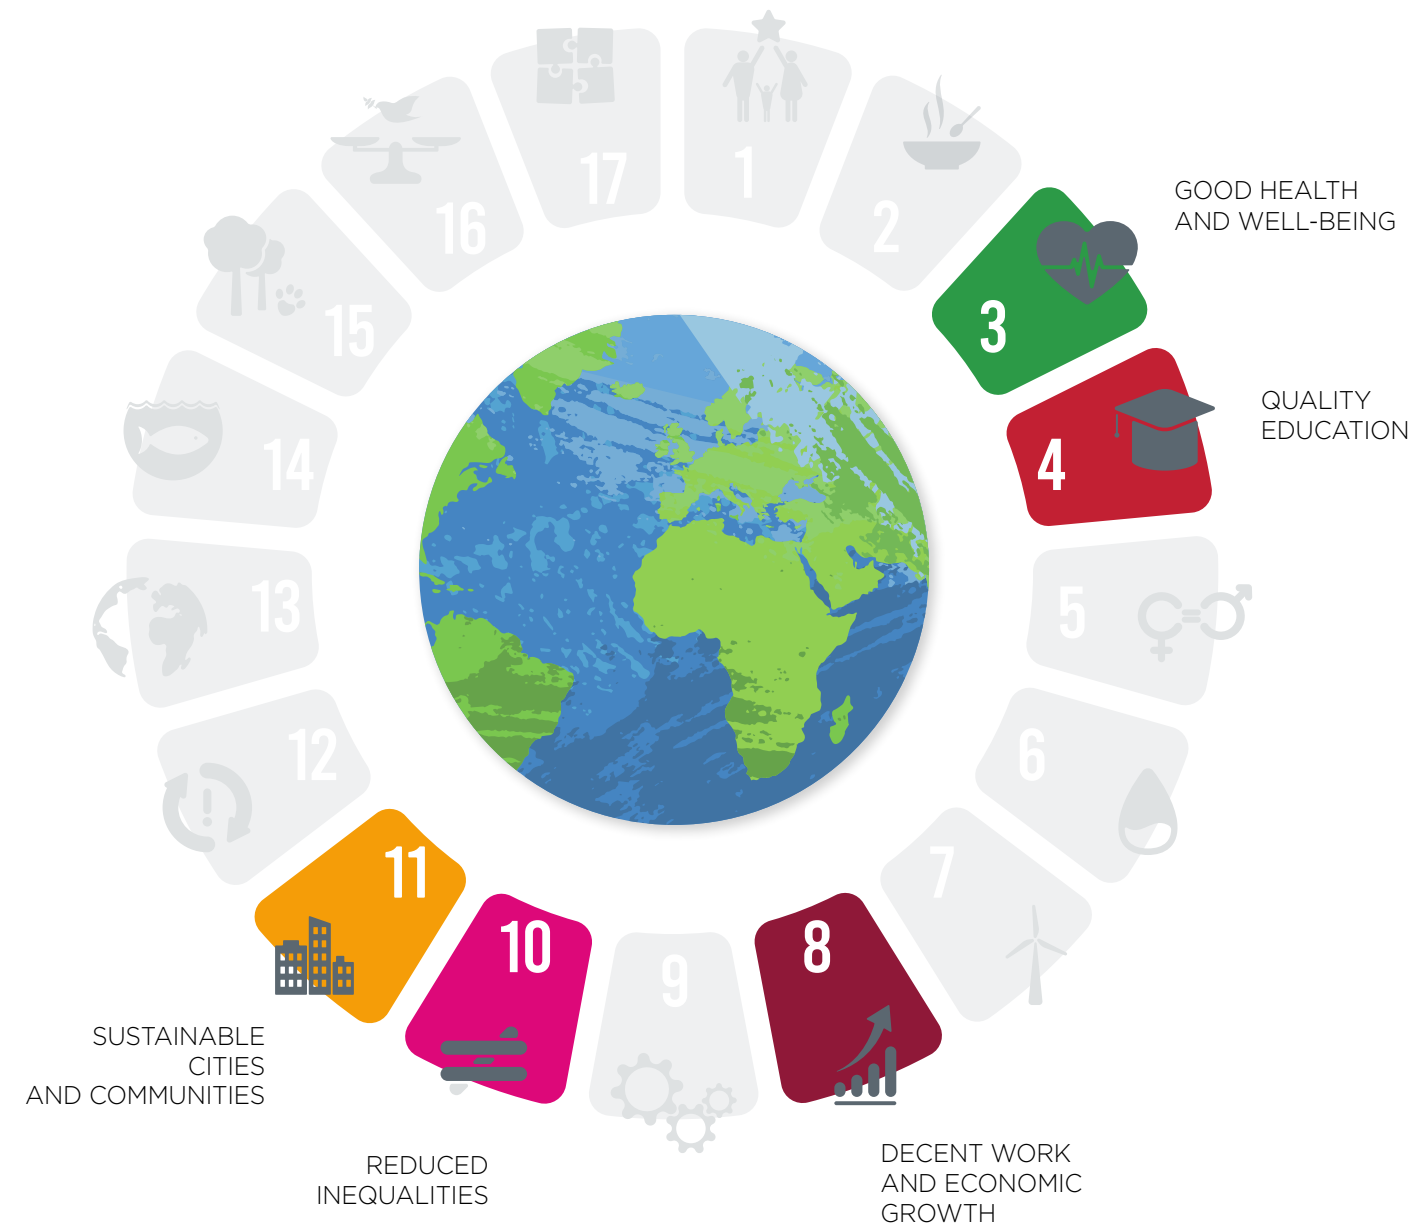 1
2
3
GOOD HEALTH
AND WELL-BEING
4
QUALITY
EDUCATION
5
6
7
8
DECENT WORK
AND ECONOMIC
GROWTH
9
10
REDUCED
INEQUALITIES
11
SUSTAINABLE
CITIES
AND COMMUNITIES
12
13
14
15
16
17